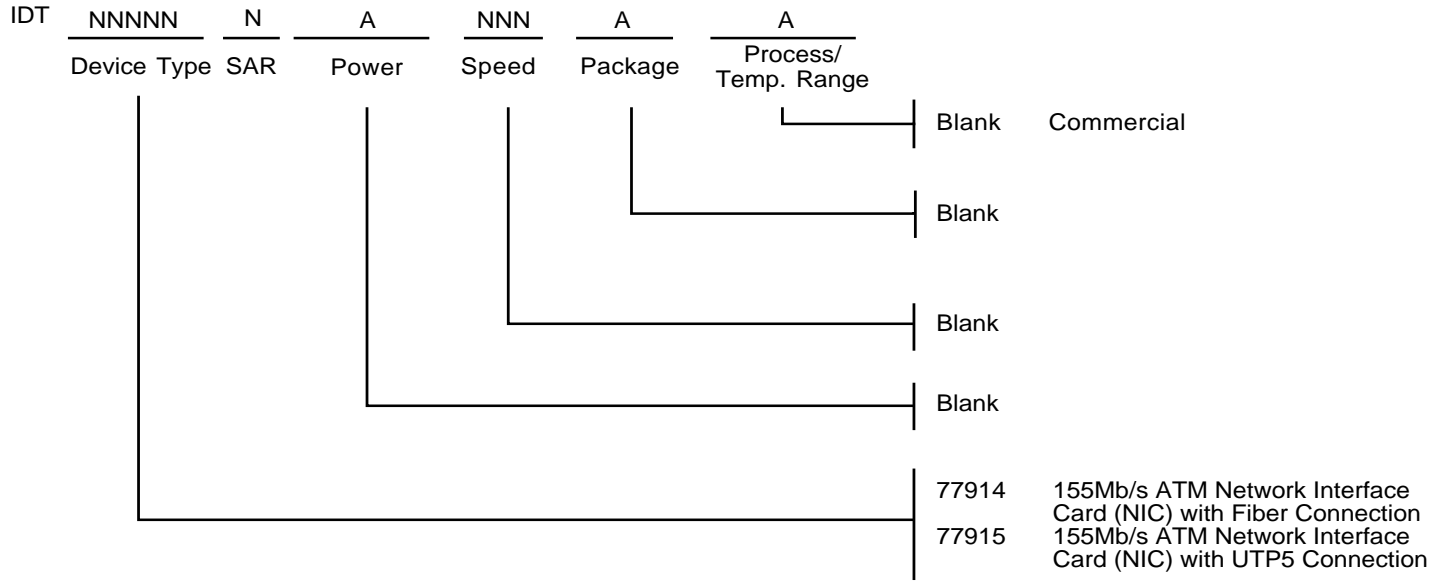 IDT NNNNN N A NNN A A
Device Type SAR Power Speed Package Process/
Temp. Range
Blank Commercial
Blank
Blank
Blank
77914 155Mb/s ATM Network Interface
Card (NIC) with Fiber Connection
77915 155Mb/s ATM Network Interface
Card (NIC) with UTP5 Connection